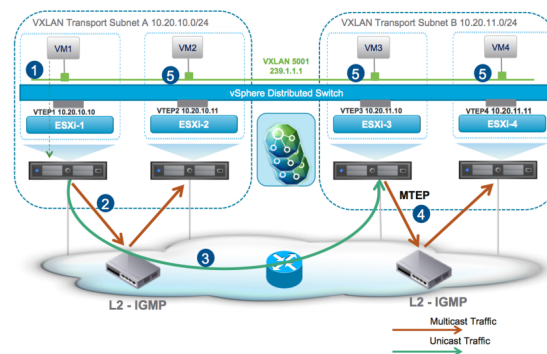 VXLAN Transport Subnet A 10.20.10.0/24
VXLAN Transport Subnet B 10.20.11.0/24
VM1
VM2
VM3
VM4
VXLAN 5001
239.1.1.1
1
5
5
5
vSphere Distributed Switch
VTEP1 10.20.10.10
VTEP2 10.20.10.11
VTEP3 10.20.11.10
VTEP4 10.20.11.11
ESXi-1
ESXi-2
ESXi-3
ESXi-4
MTEP
2
4
3
L2 - IGMP
L2 - IGMP
Multicast Traffic
Unicast Traffic